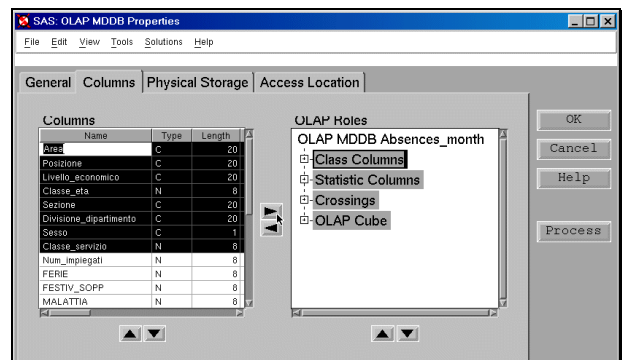 SAS: OLAP MDDB Properties
File Edit View Tools Solutions Help
General Columns Physical Storage Access Location
Columns
Name Type Length
Area C 20
Posizione C 20
Livello_economico C 20
Classe_eta N 8
Sezione C 20
Divisione_dipartimento C 20
Sesso C 1
Classe_servizio N 8
Num_impiegati N 8
FERIE N 8
FESTIV_SOPP N 8
MALATTIA N 8
OLAP Roles
OLAP MDDB Absences_month
Class Columns
Statistic Columns
Crossings
OLAP Cube
OK
Cancel
Help
Process